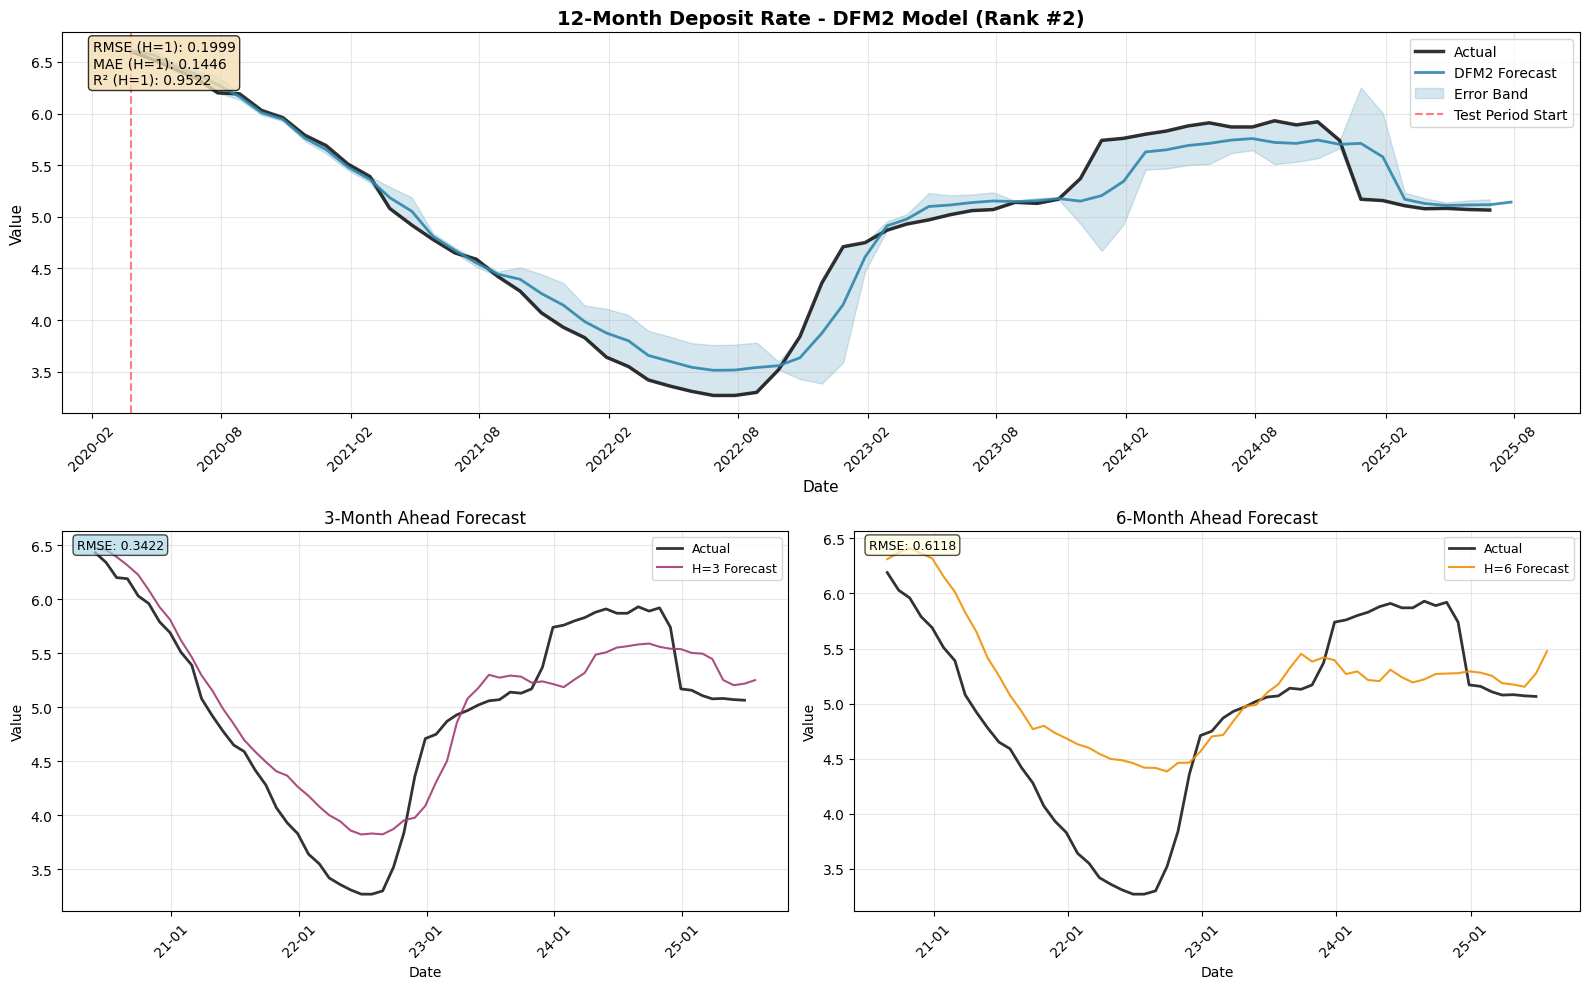 12-Month Deposit Rate - DFM2 Model (Rank #2)
RMSE (H=1): 0.1999
MAE (H=1): 0.1446
R² (H=1): 0.9522
Actual
DFM2 Forecast
Error Band
Test Period Start
Value
6.5
6.0
5.5
5.0
4.5
4.0
3.5
2020-02
2020-08
2021-02
2021-08
2022-02
2022-08
2023-02
2023-08
2024-02
2024-08
2025-02
2025-08
Date
3-Month Ahead Forecast
RMSE: 0.3422
Actual
H=3 Forecast
Value
6.5
6.0
5.5
5.0
4.5
4.0
3.5
21-01
22-01
23-01
24-01
25-01
Date
6-Month Ahead Forecast
RMSE: 0.6118
Actual
H=6 Forecast
Value
6.5
6.0
5.5
5.0
4.5
4.0
3.5
21-01
22-01
23-01
24-01
25-01
Date